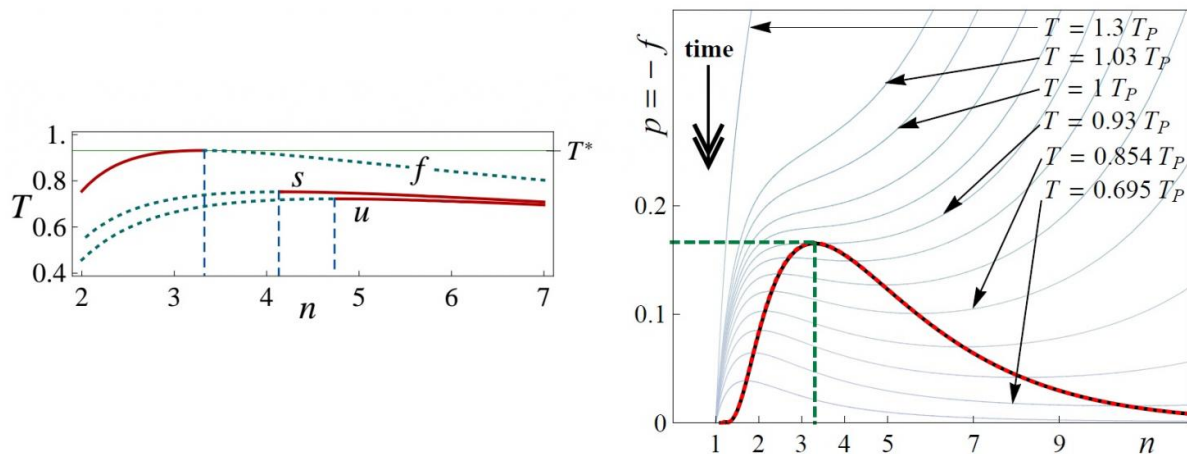 1.
0.8
0.6
0.4
T
T*
s
f
u
2 3 4 5 6 7
n
p = − f
time
T = 1.3 T_P
T = 1.03 T_P
T = 1 T_P
T = 0.93 T_P
T = 0.854 T_P
T = 0.695 T_P
0.2
0.1
0
1 2 3 4 5 7 9 n